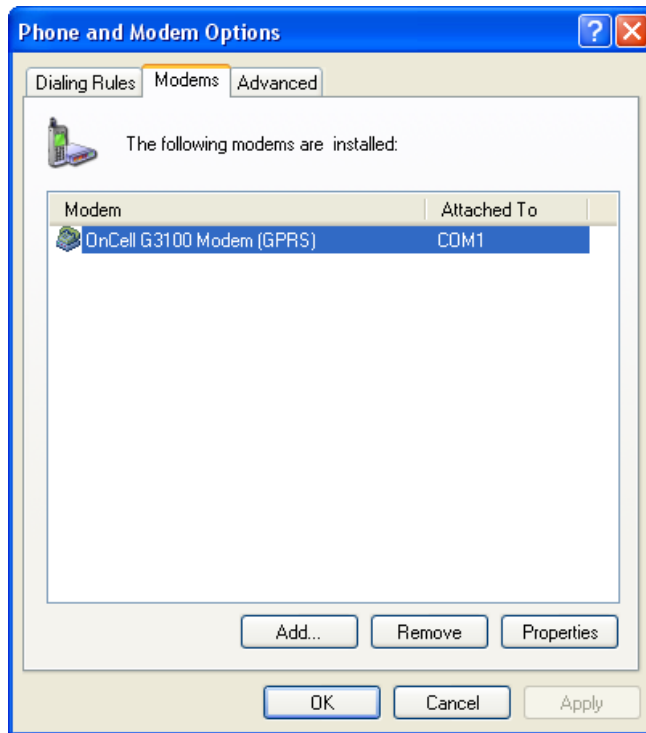 Phone and Modem Options
Dialing Rules Modems Advanced
The following modems are installed:
Modem Attached To
OnCell G3100 Modem (GPRS) COM1
Add... Remove Properties
OK Cancel Apply